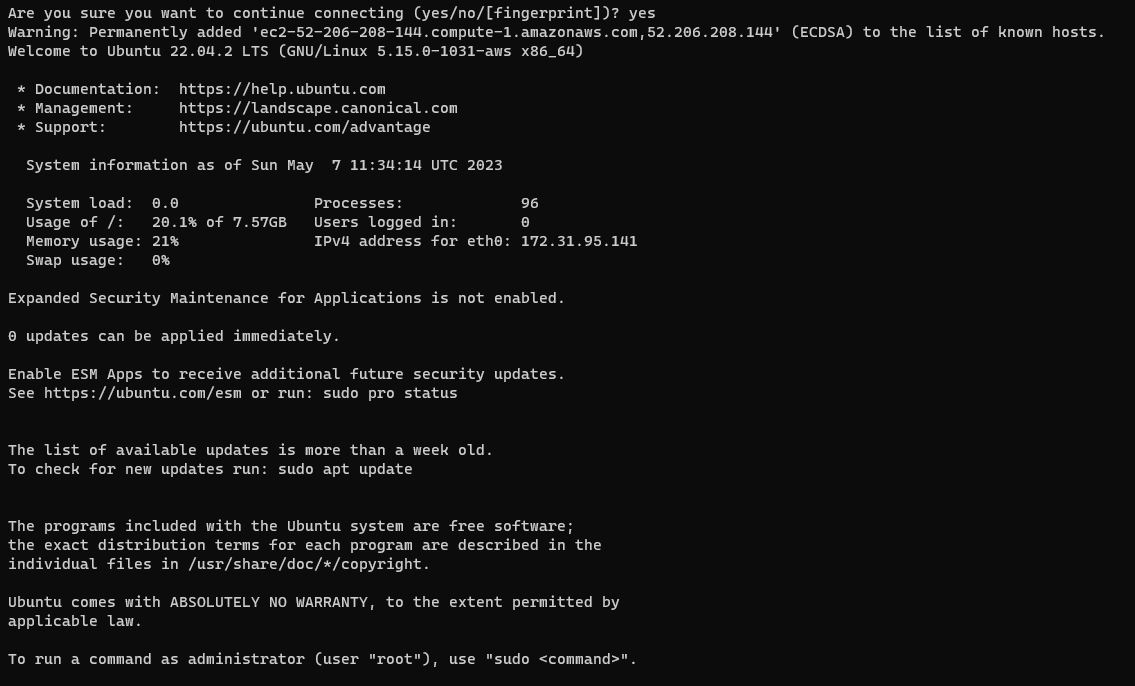 Are you sure you want to continue connecting (yes/no/[fingerprint])? yes
Warning: Permanently added 'ec2-52-206-208-144.compute-1.amazonaws.com,52.206.208.144' (ECDSA) to the list of known hosts.
Welcome to Ubuntu 22.04.2 LTS (GNU/Linux 5.15.0-1031-aws x86_64)

 * Documentation:  https://help.ubuntu.com
 * Management:     https://landscape.canonical.com
 * Support:        https://ubuntu.com/advantage

  System information as of Sun May  7 11:34:14 UTC 2023

  System load:  0.0               Processes:             96
  Usage of /:   20.1% of 7.57GB   Users logged in:       0
  Memory usage: 21%               IPv4 address for eth0: 172.31.95.141
  Swap usage:   0%

Expanded Security Maintenance for Applications is not enabled.

0 updates can be applied immediately.

Enable ESM Apps to receive additional future security updates.
See https://ubuntu.com/esm or run: sudo pro status


The list of available updates is more than a week old.
To check for new updates run: sudo apt update


The programs included with the Ubuntu system are free software;
the exact distribution terms for each program are described in the
individual files in /usr/share/doc/*/copyright.

Ubuntu comes with ABSOLUTELY NO WARRANTY, to the extent permitted by
applicable law.

To run a command as administrator (user "root"), use "sudo <command>".